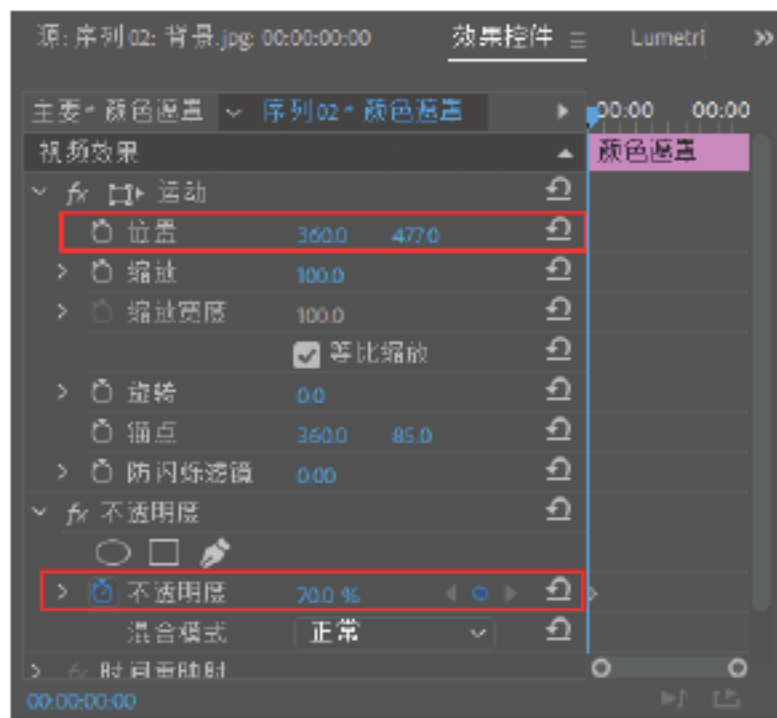 源: 序列 02: 背景.jpg: 00:00:00:00 效果控件 Lumetri
主要* 颜色遮罩 序列 02 * 颜色遮罩 00:00 00:00
视频效果 颜色遮罩
fx 运动
位置 360.0 477.0
缩放 100.0
缩放宽度 100.0
等比缩放
旋转 0.0
锚点 360.0 85.0
防闪烁滤镜 0.00
fx 不透明度
不透明度 70.0 %
混合模式 正常
fx 时间重映射
00:00:00:00